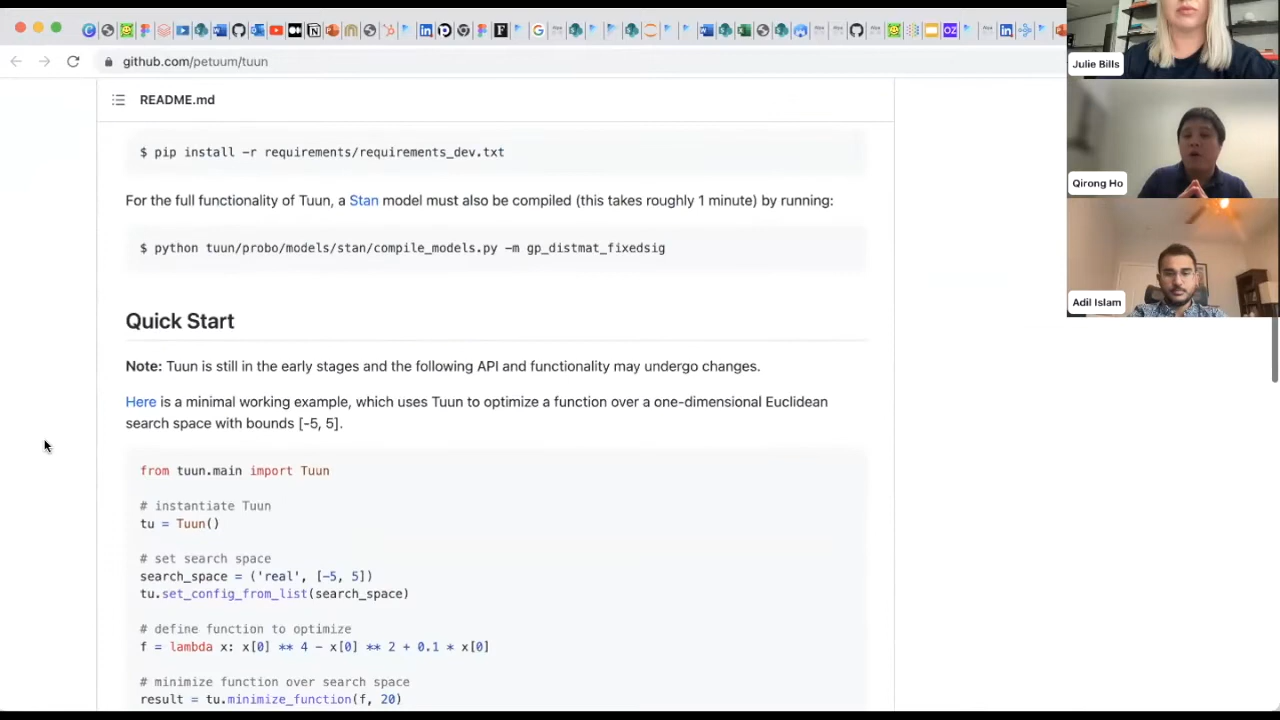 github.com/petuum/tuun
README.md
$ pip install -r requirements/requirements_dev.txt
For the full functionality of Tuun, a Stan model must also be compiled (this takes roughly 1 minute) by running:
$ python tuun/probo/models/stan/compile_models.py -m gp_distmat_fixedsig
Quick Start
Note: Tuun is still in the early stages and the following API and functionality may undergo changes.
Here is a minimal working example, which uses Tuun to optimize a function over a one-dimensional Euclidean
search space with bounds [-5, 5].
from tuun.main import Tuun
# instantiate Tuun
tu = Tuun()
# set search space
search_space = ('real', [-5, 5])
tu.set_config_from_list(search_space)
# define function to optimize
f = lambda x: x[0] ** 4 - x[0] ** 2 + 0.1 * x[0]
# minimize function over search space
result = tu.minimize_function(f, 20)
Julie Bills
Qirong Ho
Adil Islam